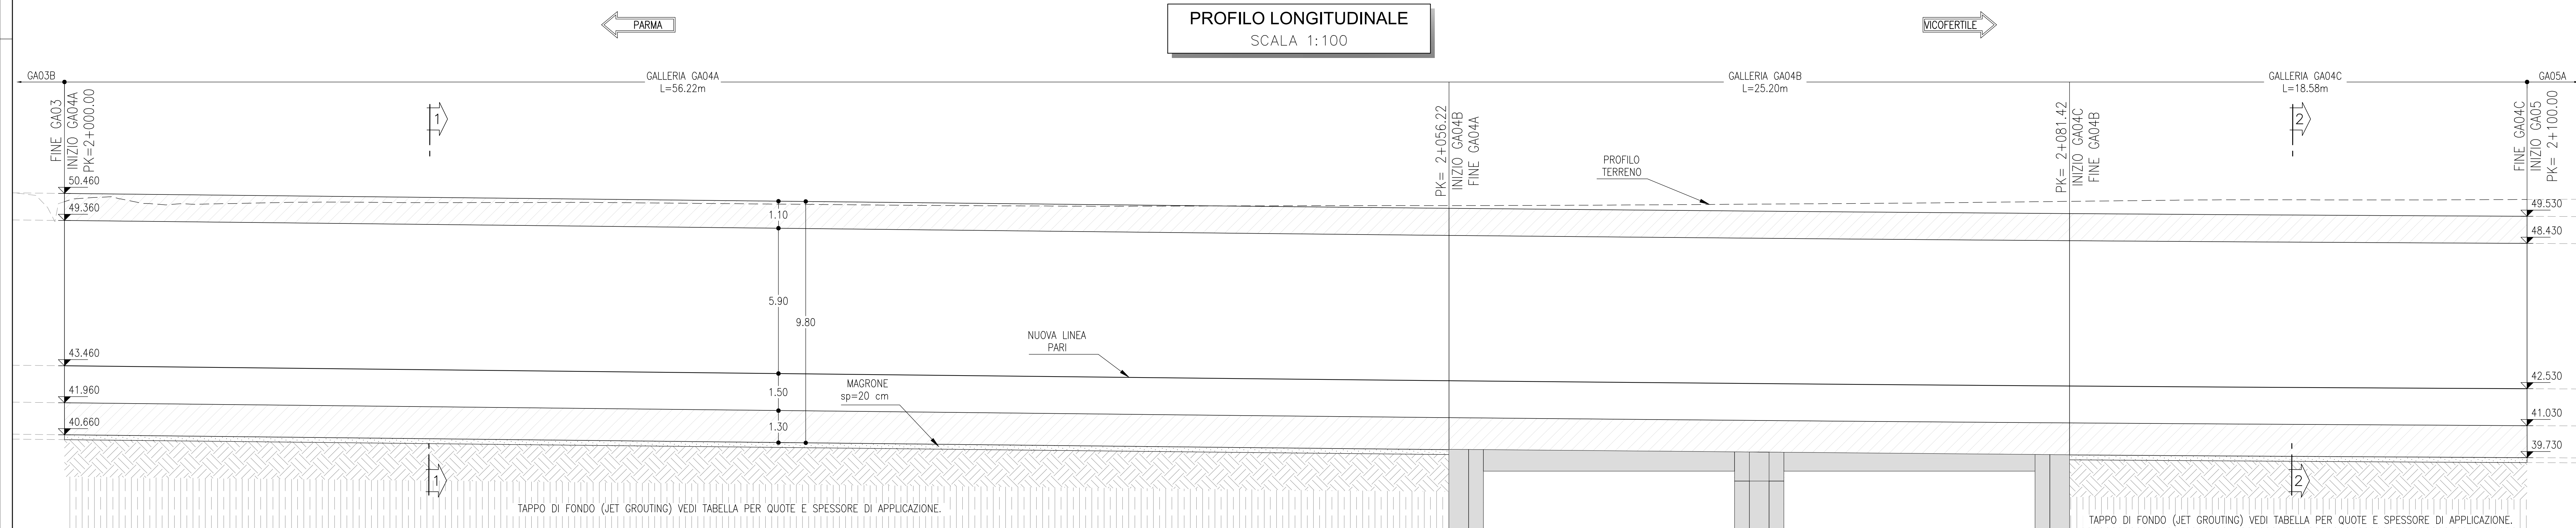 PARMA
PROFILO LONGITUDINALE
SCALA 1:100
VICOFERTILE
GA03B
GALLERIA GA04A
L=56.22m
GALLERIA GA04B
L=25.20m
GALLERIA GA04C
L=18.58m
GA05A
FINE GA03
INIZIO GA04A
PK=2+000.00
1
PK= 2+056.22
INIZIO GA04B
FINE GA04A
PK= 2+081.42
INIZIO GA04C
FINE GA04B
2
FINE GA04C
INIZIO GA05
PK= 2+100.00
PROFILO
TERRENO
50.460
49.360
1.10
49.530
48.430
5.90
9.80
NUOVA LINEA
PARI
43.460
42.530
MAGRONE
sp=20 cm
41.960
1.50
41.030
40.660
1.30
39.730
1
2
TAPPO DI FONDO (JET GROUTING) VEDI TABELLA PER QUOTE E SPESSORE DI APPLICAZIONE.
TAPPO DI FONDO (JET GROUTING) VEDI TABELLA PER QUOTE E SPESSORE DI APPLICAZIONE.